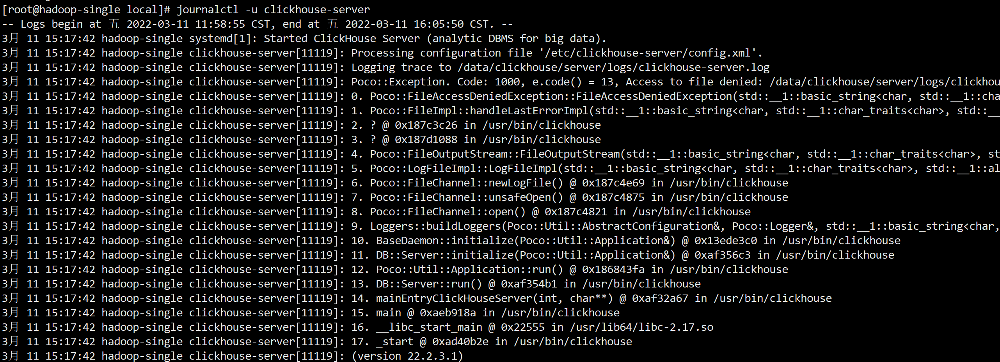 [root@hadoop-single local]# journalctl -u clickhouse-server
-- Logs begin at 五 2022-03-11 11:58:55 CST, end at 五 2022-03-11 16:05:50 CST. --
3月 11 15:17:42 hadoop-single systemd[1]: Started ClickHouse Server (analytic DBMS for big data).
3月 11 15:17:42 hadoop-single clickhouse-server[11119]: Processing configuration file '/etc/clickhouse-server/config.xml'.
3月 11 15:17:42 hadoop-single clickhouse-server[11119]: Logging trace to /data/clickhouse/server/logs/clickhouse-server.log
3月 11 15:17:42 hadoop-single clickhouse-server[11119]: Poco::Exception. Code: 1000, e.code() = 13, Access to file denied: /data/clickhouse/server/logs/clickhou
3月 11 15:17:42 hadoop-single clickhouse-server[11119]: 0. Poco::FileAccessDeniedException::FileAccessDeniedException(std::__1::basic_string<char, std::__1::cha
3月 11 15:17:42 hadoop-single clickhouse-server[11119]: 1. Poco::FileImpl::handleLastErrorImpl(std::__1::basic_string<char, std::__1::char_traits<char>, std::__
3月 11 15:17:42 hadoop-single clickhouse-server[11119]: 2. ? @ 0x187c3c26 in /usr/bin/clickhouse
3月 11 15:17:42 hadoop-single clickhouse-server[11119]: 3. ? @ 0x187d1088 in /usr/bin/clickhouse
3月 11 15:17:42 hadoop-single clickhouse-server[11119]: 4. Poco::FileOutputStream::FileOutputStream(std::__1::basic_string<char, std::__1::char_traits<char>, st
3月 11 15:17:42 hadoop-single clickhouse-server[11119]: 5. Poco::LogFileImpl::LogFileImpl(std::__1::basic_string<char, std::__1::char_traits<char>, std::__1::al
3月 11 15:17:42 hadoop-single clickhouse-server[11119]: 6. Poco::FileChannel::newLogFile() @ 0x187c4e69 in /usr/bin/clickhouse
3月 11 15:17:42 hadoop-single clickhouse-server[11119]: 7. Poco::FileChannel::unsafeOpen() @ 0x187c4875 in /usr/bin/clickhouse
3月 11 15:17:42 hadoop-single clickhouse-server[11119]: 8. Poco::FileChannel::open() @ 0x187c4821 in /usr/bin/clickhouse
3月 11 15:17:42 hadoop-single clickhouse-server[11119]: 9. Loggers::buildLoggers(Poco::Util::AbstractConfiguration&, Poco::Logger&, std::__1::basic_string<char,
3月 11 15:17:42 hadoop-single clickhouse-server[11119]: 10. BaseDaemon::initialize(Poco::Util::Application&) @ 0x13ede3c0 in /usr/bin/clickhouse
3月 11 15:17:42 hadoop-single clickhouse-server[11119]: 11. DB::Server::initialize(Poco::Util::Application&) @ 0xaf356c3 in /usr/bin/clickhouse
3月 11 15:17:42 hadoop-single clickhouse-server[11119]: 12. Poco::Util::Application::run() @ 0x186843fa in /usr/bin/clickhouse
3月 11 15:17:42 hadoop-single clickhouse-server[11119]: 13. DB::Server::run() @ 0xaf354b1 in /usr/bin/clickhouse
3月 11 15:17:42 hadoop-single clickhouse-server[11119]: 14. mainEntryClickHouseServer(int, char**) @ 0xaf32a67 in /usr/bin/clickhouse
3月 11 15:17:42 hadoop-single clickhouse-server[11119]: 15. main @ 0xaeb918a in /usr/bin/clickhouse
3月 11 15:17:42 hadoop-single clickhouse-server[11119]: 16. __libc_start_main @ 0x22555 in /usr/lib64/libc-2.17.so
3月 11 15:17:42 hadoop-single clickhouse-server[11119]: 17. _start @ 0xad40b2e in /usr/bin/clickhouse
3月 11 15:17:42 hadoop-single clickhouse-server[11119]: (version 22.2.3.1)